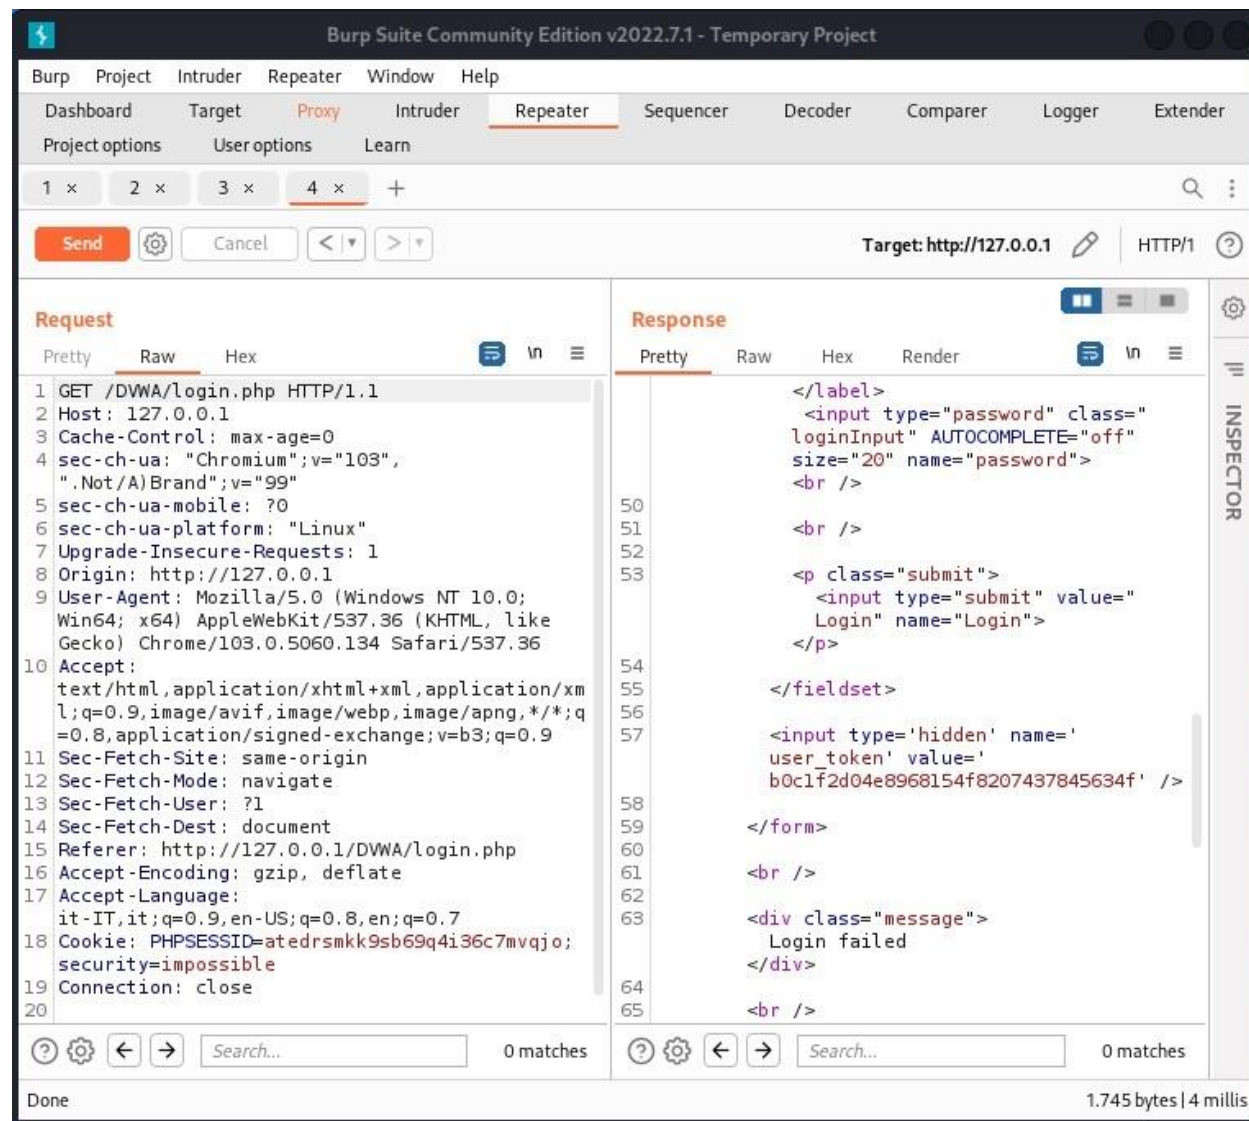 Burp Suite Community Edition v2022.7.1 - Temporary Project
Burp Project Intruder Repeater Window Help
Dashboard Target Proxy Intruder Repeater Sequencer Decoder Comparer Logger Extender
Project options User options Learn
1 × 2 × 3 × 4 × +
Send Cancel < > Target: http://127.0.0.1 HTTP/1
Request
Pretty Raw Hex \n
1 GET /DVWA/login.php HTTP/1.1
2 Host: 127.0.0.1
3 Cache-Control: max-age=0
4 sec-ch-ua: "Chromium";v="103",
".Not/A)Brand";v="99"
5 sec-ch-ua-mobile: ?0
6 sec-ch-ua-platform: "Linux"
7 Upgrade-Insecure-Requests: 1
8 Origin: http://127.0.0.1
9 User-Agent: Mozilla/5.0 (Windows NT 10.0;
Win64; x64) AppleWebKit/537.36 (KHTML, like
Gecko) Chrome/103.0.5060.134 Safari/537.36
10 Accept:
text/html,application/xhtml+xml,application/xm
l;q=0.9,image/avif,image/webp,image/apng,*/*;q
=0.8,application/signed-exchange;v=b3;q=0.9
11 Sec-Fetch-Site: same-origin
12 Sec-Fetch-Mode: navigate
13 Sec-Fetch-User: ?1
14 Sec-Fetch-Dest: document
15 Referer: http://127.0.0.1/DVWA/login.php
16 Accept-Encoding: gzip, deflate
17 Accept-Language:
it-IT,it;q=0.9,en-US;q=0.8,en;q=0.7
18 Cookie: PHPSESSID=atedrsmkk9sb69q4i36c7mvqjo;
security=impossible
19 Connection: close
20
Search... 0 matches
Response
Pretty Raw Hex Render \n
</label>
<input type="password" class="
loginInput" AUTOCOMPLETE="off"
size="20" name="password">
<br />
50
51 <br />
52
53 <p class="submit">
<input type="submit" value="
Login" name="Login">
</p>
54
55 </fieldset>
56
57 <input type='hidden' name='
user_token' value='
b0c1f2d04e8968154f8207437845634f' />
58
59 </form>
60
61 <br />
62
63 <div class="message">
Login failed
</div>
64
65 <br />
Search... 0 matches
INSPECTOR
Done 1.745 bytes | 4 millis